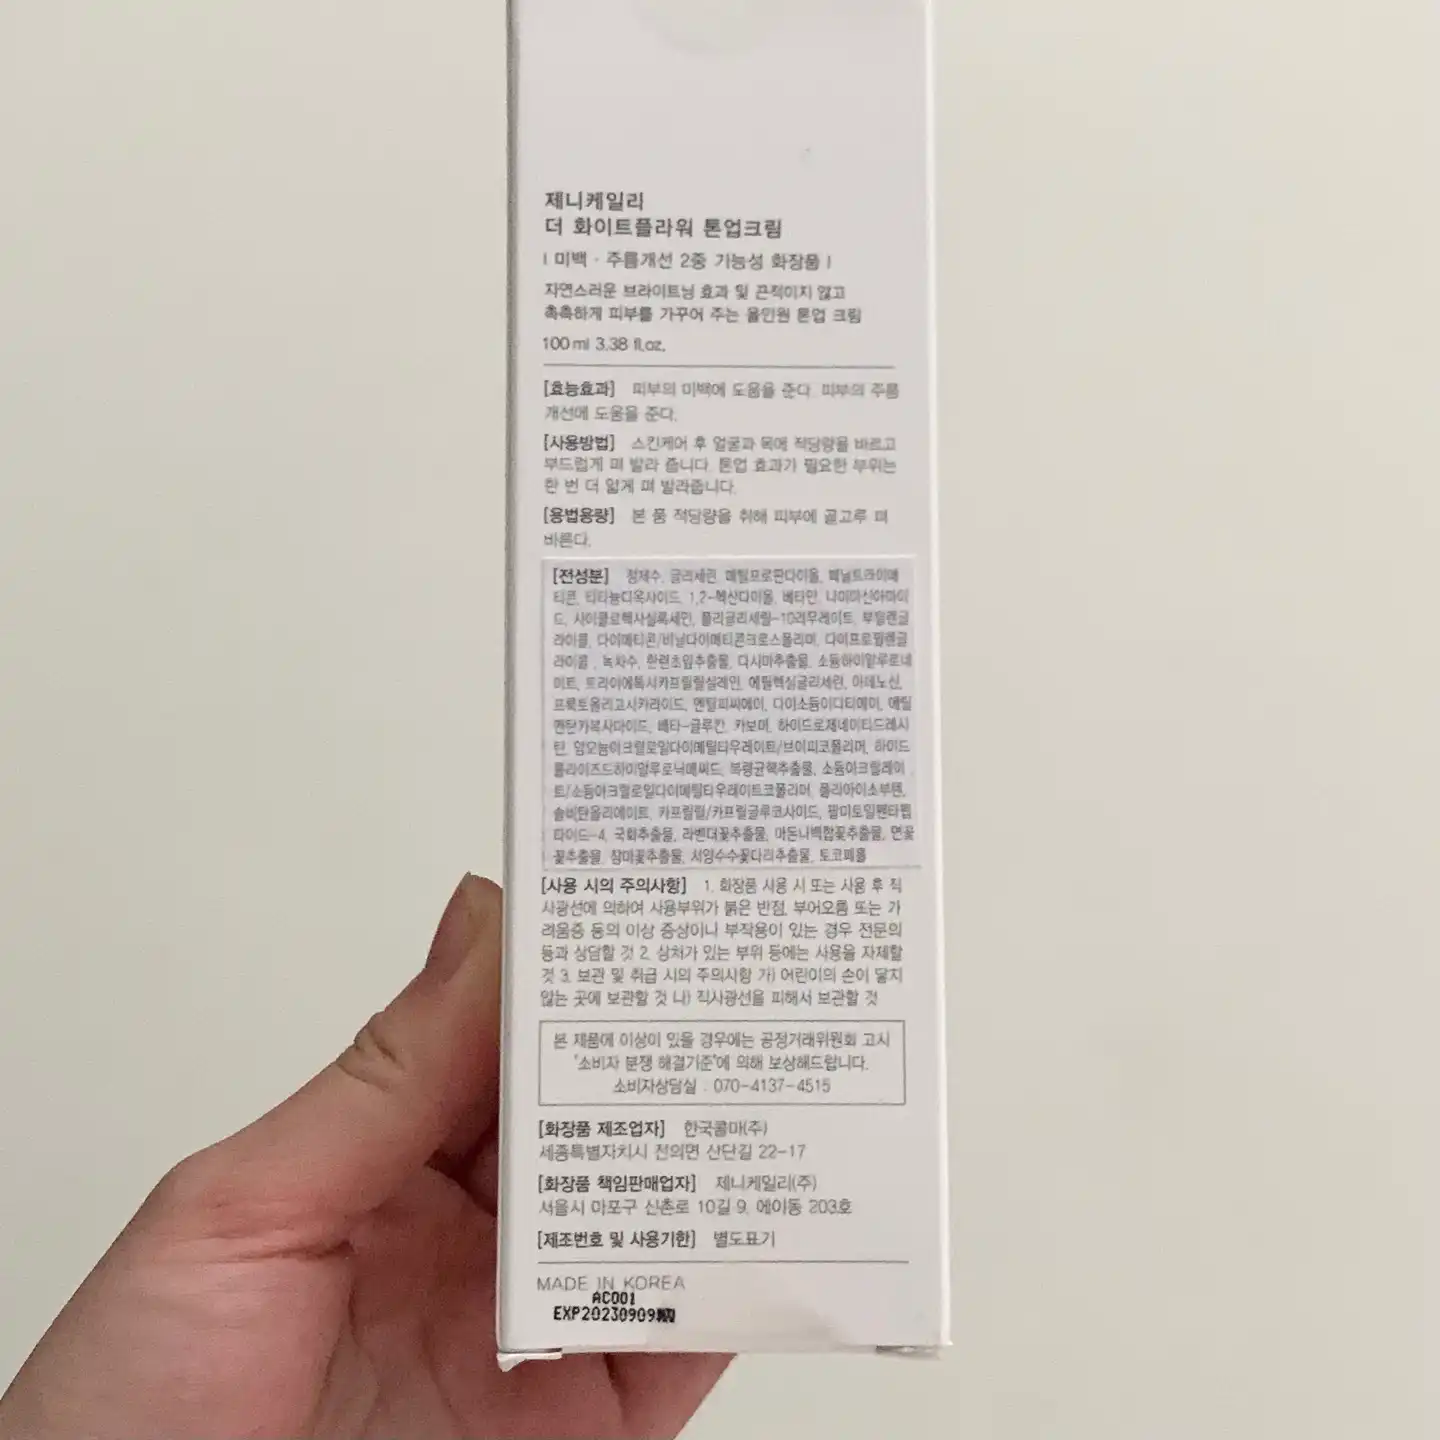 제니케일리
더 화이트플라워 톤업크림
| 미백 · 주름개선 2중 기능성 화장품 |
자연스러운 브라이트닝 효과 및 끈적이지 않고
촉촉하게 피부를 가꾸어 주는 올인원 톤업 크림
100 ml 3.38 fl.oz.
[효능효과] 피부의 미백에 도움을 준다. 피부의 주름
개선에 도움을 준다.
[사용방법] 스킨케어 후 얼굴과 목에 적당량을 바르고
부드럽게 펴 발라 줍니다. 톤업 효과가 필요한 부위는
한 번 더 얇게 펴 발라줍니다.
[용법용량] 본 품 적당량을 취해 피부에 골고루 펴
바른다.
[전성분] 정제수, 글리세린, 메틸프로판다이올, 페닐트라이메
티콘, 티타늄디옥사이드, 1,2-헥산다이올, 베타인, 나이아신아마이
드, 사이클로헥사실록세인, 폴리글리세릴-10라우레이트, 부틸렌글
라이콜, 다이메티콘/비닐다이메티콘크로스폴리머, 다이프로필렌글
라이콜, 녹차수, 한련초잎추출물, 다시마추출물, 소듐하이알루로네
이트, 트라이에톡시카프릴릴실레인, 에틸헥실글리세린, 아데노신,
프룩토올리고사카라이드, 멘틸피씨에이, 다이소듐이디티에이, 에틸
멘탄카복사마이드, 베타-글루칸, 카보머, 하이드로제네이티드레시
틴, 암모늄아크릴로일다이메틸타우레이트/브이피코폴리머, 하이드
롤라이즈드하이알루로닉애씨드, 복령균핵추출물, 소듐아크릴레이
트/소듐아크릴로일다이메틸타우레이트코폴리머, 폴리아이소부텐,
솔비탄올리에이트, 카프릴릴/카프릴글루코사이드, 팔미토일펜타펩
타이드-4, 국화추출물, 라벤더꽃추출물, 마돈나백합꽃추출물, 면꽃
꽃추출물, 참마꽃추출물, 서양수수꽃다리추출물, 토코페롤
[사용 시의 주의사항] 1. 화장품 사용 시 또는 사용 후 직
사광선에 의하여 사용부위가 붉은 반점, 부어오름 또는 가
려움증 등의 이상 증상이나 부작용이 있는 경우 전문의
등과 상담할 것 2. 상처가 있는 부위 등에는 사용을 자제할
것 3. 보관 및 취급 시의 주의사항 가) 어린이의 손이 닿지
않는 곳에 보관할 것 나) 직사광선을 피해서 보관할 것
본 제품에 이상이 있을 경우에는 공정거래위원회 고시
"소비자 분쟁 해결기준"에 의해 보상해드립니다.
소비자상담실 : 070-4137-4515
[화장품 제조업자] 한국콜마(주)
세종특별자치시 전의면 산단길 22-17
[화장품 책임판매업자] 제니케일리(주)
서울시 마포구 신촌로 10길 9, 에이동 203호
[제조번호 및 사용기한] 별도표기
MADE IN KOREA
AC001
EXP20230909